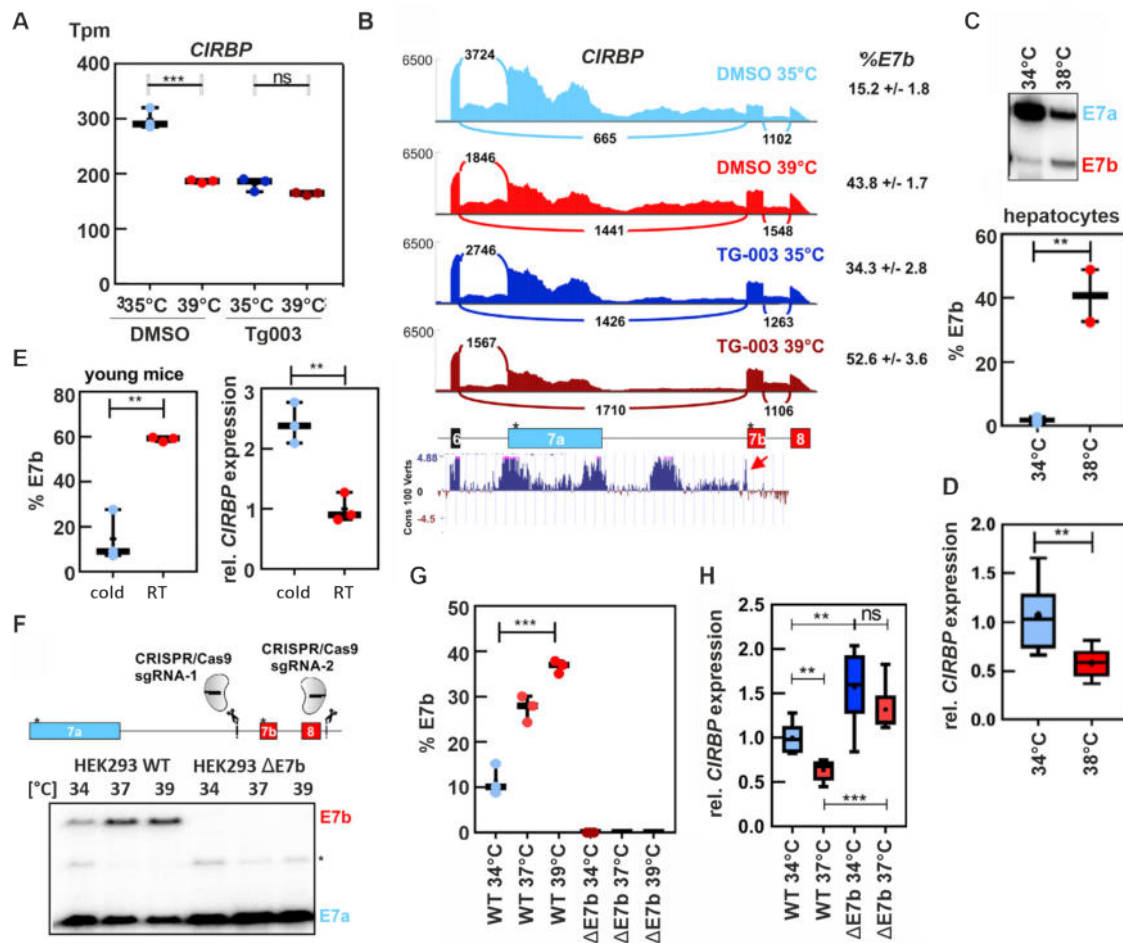 A
Tpm
CIRBP
400
300
200
100
0
***
ns
35°C
39°C
35°C
39°C
DMSO
Tg003
B
CIRBP
%E7b
6500
3724
DMSO 35°C
15.2 +/- 1.8
665
1102
6500
1846
DMSO 39°C
43.8 +/- 1.7
1441
1548
6500
2746
TG-003 35°C
34.3 +/- 2.8
1426
1263
6500
1567
TG-003 39°C
52.6 +/- 3.6
1710
1106
6
*
7a
*
7b
8
4.88
0
-4.5
Cons 100 Verts
C
34°C
38°C
E7a
E7b
hepatocytes
% E7b
60
40
20
0
**
34°C
38°C
D
rel. CIRBP expression
2.0
1.5
1.0
0.5
0.0
**
34°C
38°C
E
young mice
% E7b
80
60
40
20
0
**
cold
RT
rel. CIRBP expression
3
2
1
0
**
cold
RT
F
CRISPR/Cas9
sgRNA-1
CRISPR/Cas9
sgRNA-2
*
7a
*
7b
8
HEK293 WT
HEK293 ΔE7b
[°C]
34
37
39
34
37
39
E7b
*
E7a
G
% E7b
50
40
30
20
10
0
***
WT 34°C
WT 37°C
WT 39°C
ΔE7b 34°C
ΔE7b 37°C
ΔE7b 39°C
H
rel. CIRBP expression
2.5
2.0
1.5
1.0
0.5
0.0
**
ns
**
***
WT 34°C
WT 37°C
ΔE7b 34°C
ΔE7b 37°C